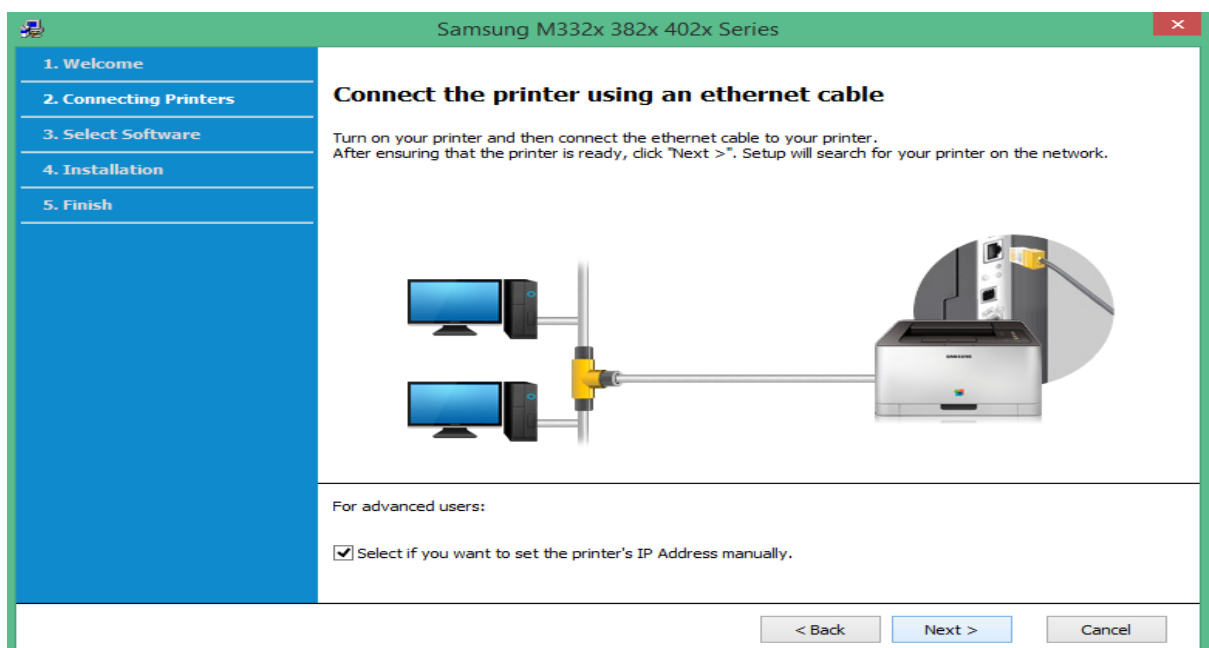 Samsung M332x 382x 402x Series
1. Welcome
2. Connecting Printers
3. Select Software
4. Installation
5. Finish
Connect the printer using an ethernet cable
Turn on your printer and then connect the ethernet cable to your printer.
After ensuring that the printer is ready, click "Next >". Setup will search for your printer on the network.
SAMSUNG
For advanced users:
Select if you want to set the printer's IP Address manually.
< Back
Next >
Cancel